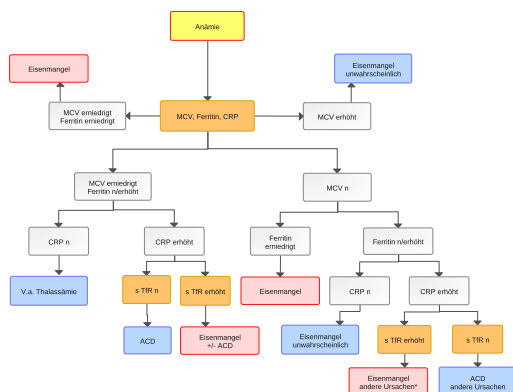 Anämie
Eisenmangel
Eisenmangel
unwahrscheinlich
MCV erniedrigt
Ferritin erniedrigt
MCV, Ferritin, CRP
MCV erhöht
MCV erniedrigt
Ferritin n/erhöht
MCV n
CRP n
CRP erhöht
Ferritin
erniedrigt
Ferritin n/erhöht
V.a. Thalassämie
s TfR n
s TfR erhöht
Eisenmangel
CRP n
CRP erhöht
ACD
Eisenmangel
+/- ACD
Eisenmangel
unwahrscheinlich
s TfR erhöht
s TfR n
Eisenmangel
andere Ursachen*
ACD
andere Ursachen